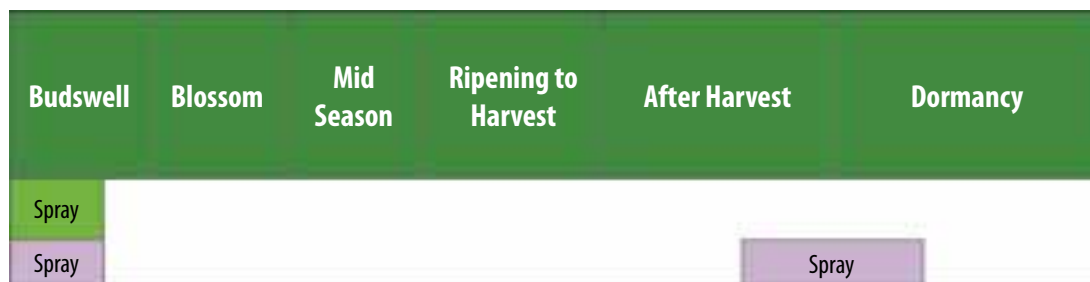 Budswell Blossom Mid Season Ripening to Harvest After Harvest Dormancy
Spray
Spray Spray